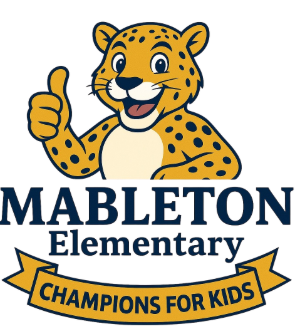 MABLETON
Elementary
CHAMPIONS FOR KIDS